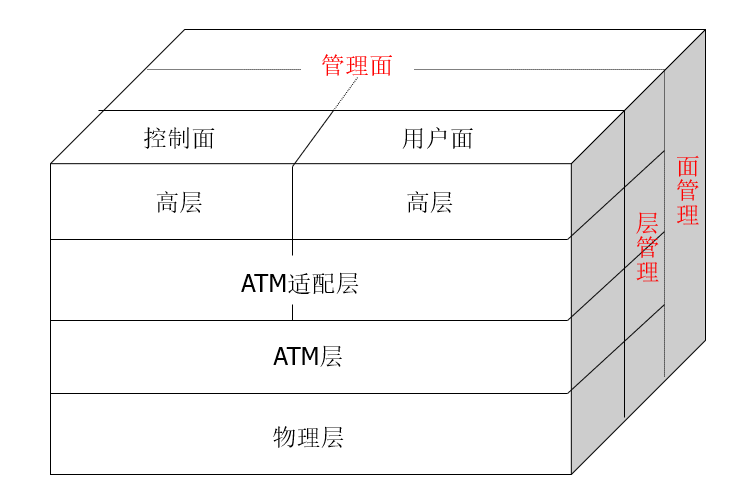 管理面
控制面
用户面
高层
高层
ATM适配层
ATM层
物理层
层管理
面管理